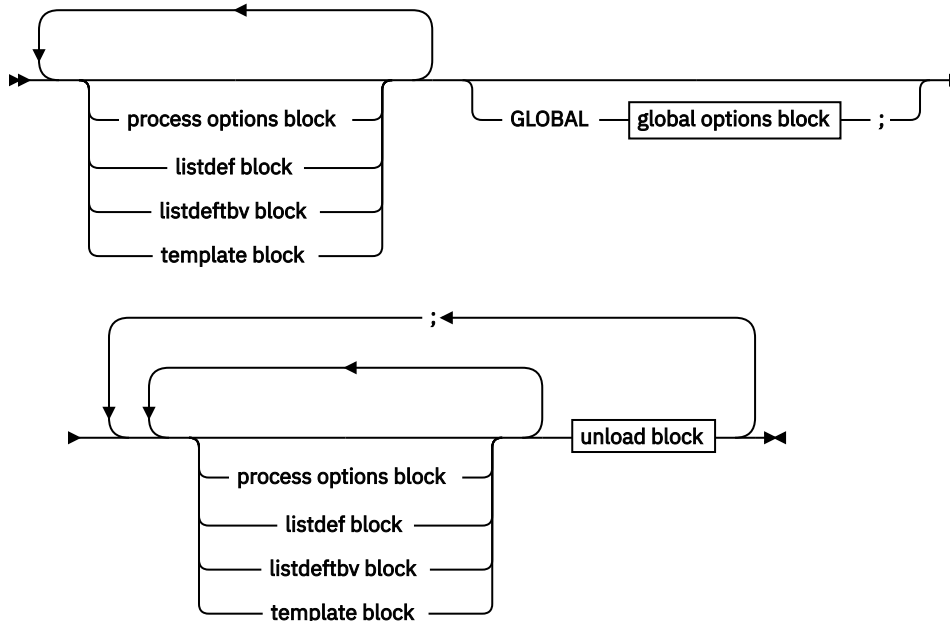 process options block
GLOBAL global options block ;
listdef block
listdeftbv block
template block
;
unload block
process options block
listdef block
listdeftbv block
template block